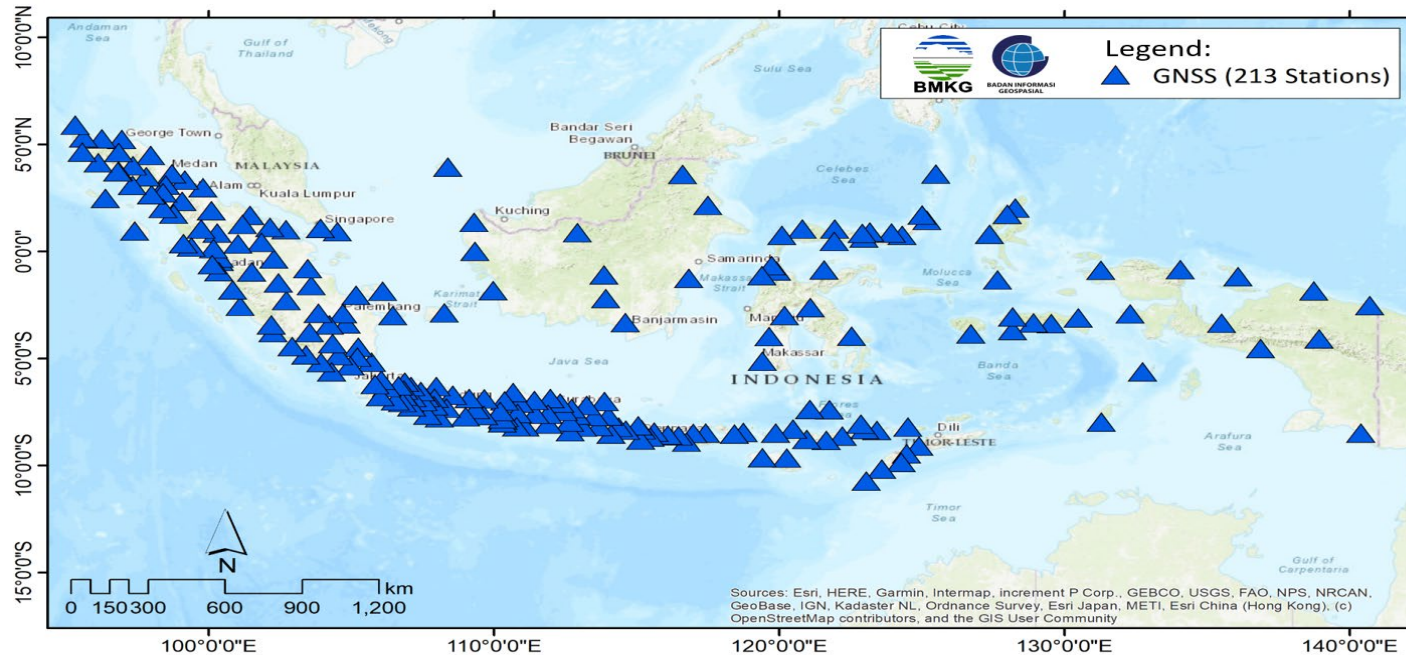 Andaman
Sea
Gulf of
Thailand
Mekong
Sulu Sea
Legend:
BMKG
BADAN INFORMASI
GEOSPASIAL
GNSS (213 Stations)
George Town
Bandar Seri
Begawan
BRUNEI
Medan
MALAYSIA
Alam
Kuala Lumpur
Celebes
Sea
Kuching
Singapore
Samarinda
Makassar
Strait
Molucca
Sea
Karimata
Strait
Palembang
Banjarmasin
Makassar
Java Sea
Banda
Sea
INDONESIA
Jakarta
Flores
Dili
TIMOR-LESTE
Arafura
Sea
Timor
Sea
Gulf of
Carpentaria
N
km
0 150 300 600 900 1,200
Sources: Esri, HERE, Garmin, Intermap, increment P Corp., GEBCO, USGS, FAO, NPS, NRCAN,
GeoBase, IGN, Kadaster NL, Ordnance Survey, Esri Japan, METI, Esri China (Hong Kong), (c)
OpenStreetMap contributors, and the GIS User Community
10°0'0"N
5°0'0"N
0°0'0"
5°0'0"S
10°0'0"S
15°0'0"S
100°0'0"E
110°0'0"E
120°0'0"E
130°0'0"E
140°0'0"E